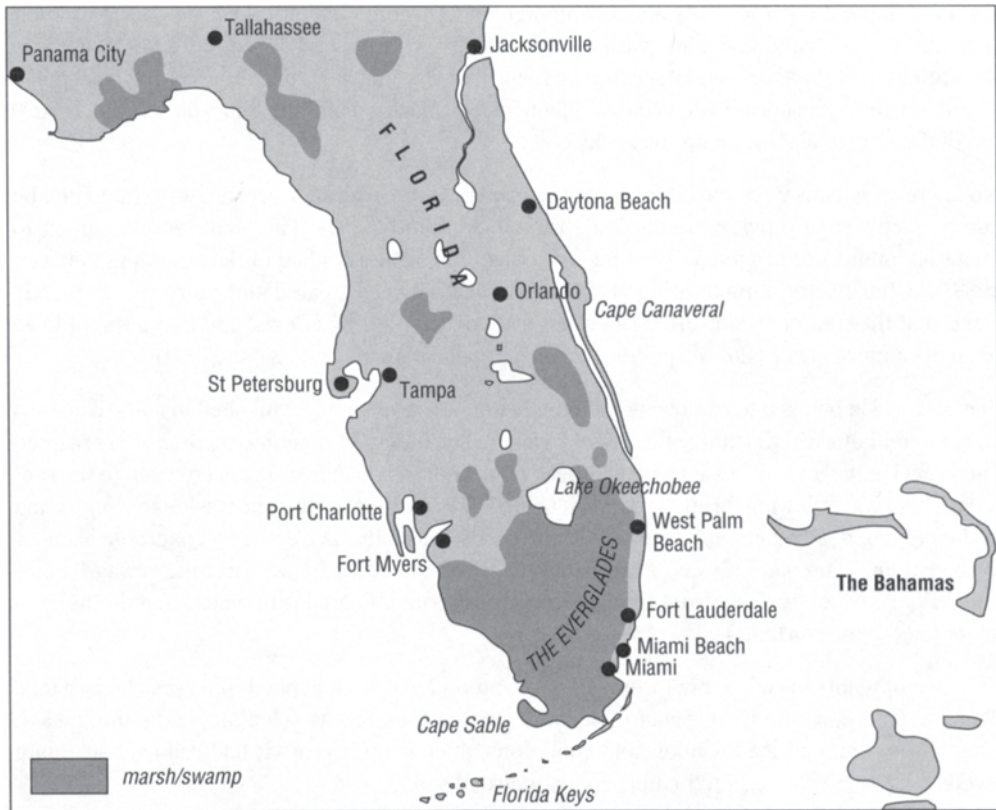 Tallahassee
Jacksonville
Panama City
FLORIDA
Daytona Beach
Orlando
Cape Canaveral
St Petersburg
Tampa
Lake Okeechobee
Port Charlotte
West Palm
Beach
Fort Myers
The Bahamas
THE EVERGLADES
Fort Lauderdale
Miami Beach
Miami
Cape Sable
marsh/swamp
Florida Keys